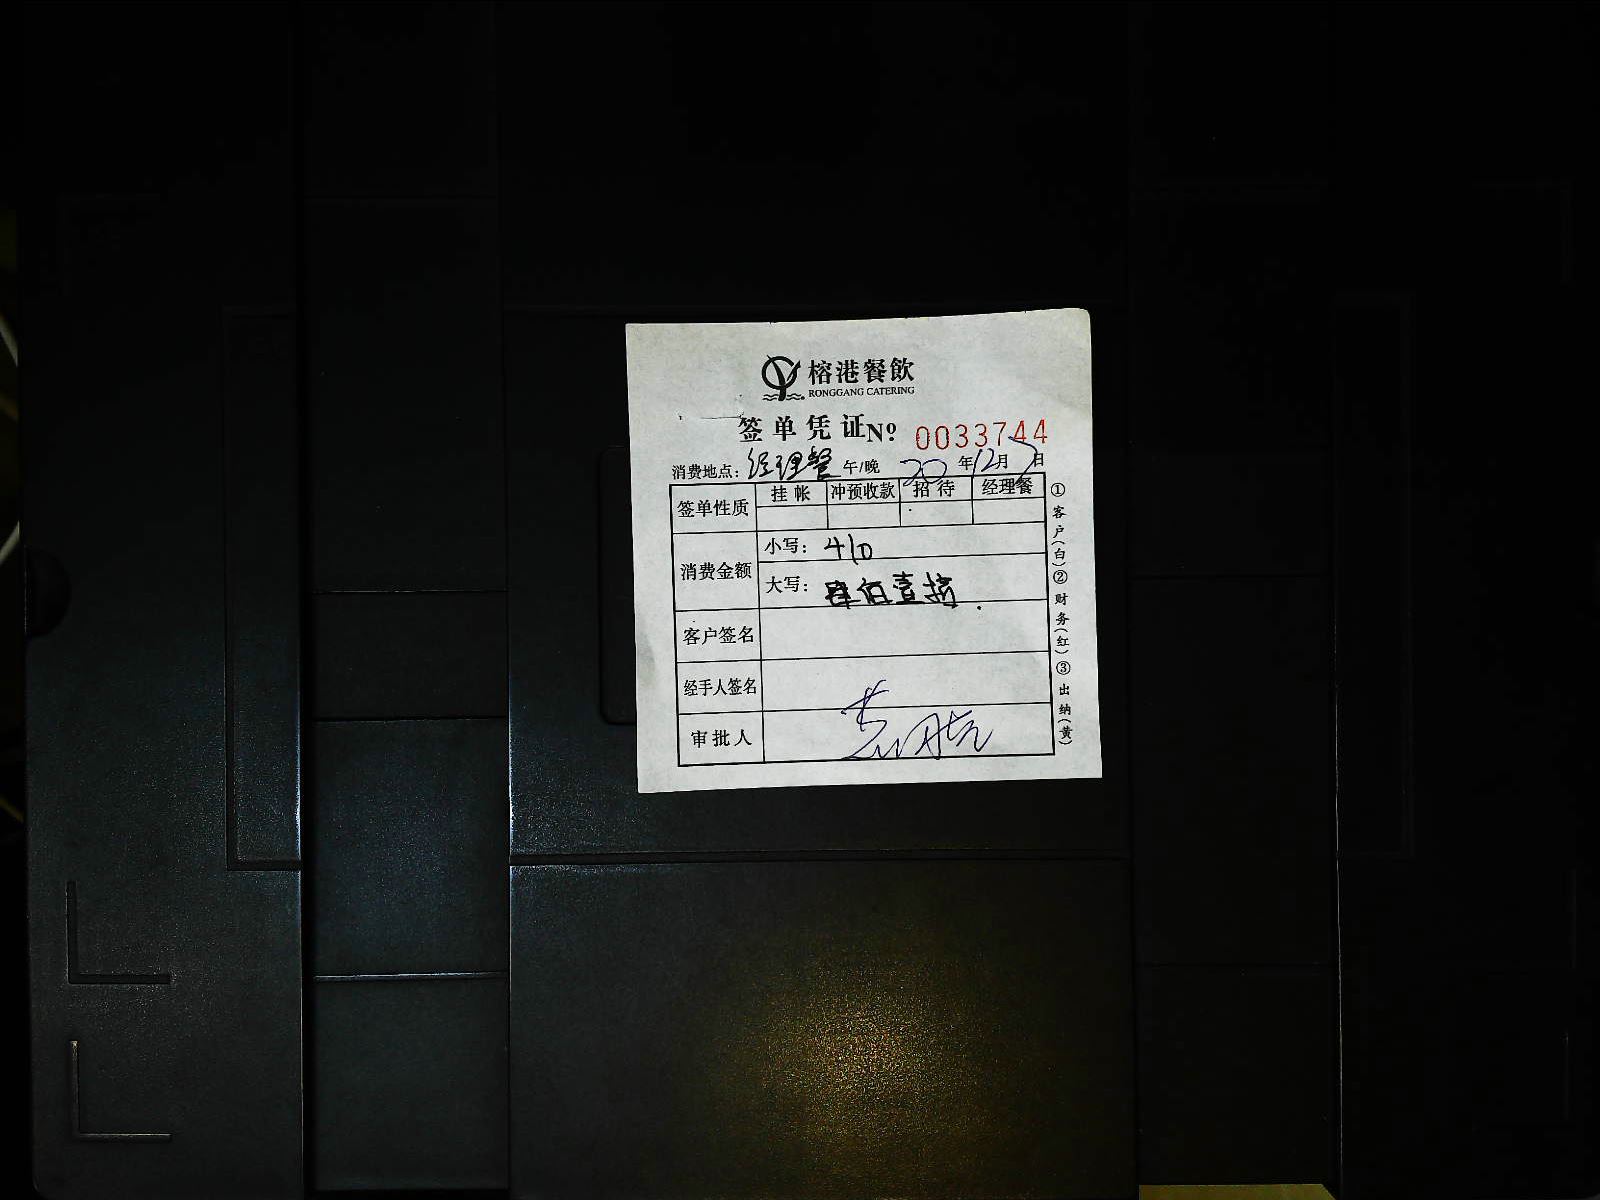 榕港餐飲
RONGGANG CATERING
签单凭证 Nº 0033744
消费地点：经理餐 午/晚 20年12月7日
签单性质 挂帐 冲预收款 招待 经理餐
消费金额 小写：410
大写：肆佰壹拾
客户签名
经手人签名
审批人
①客户(白)②财务(红)③出纳(黄)